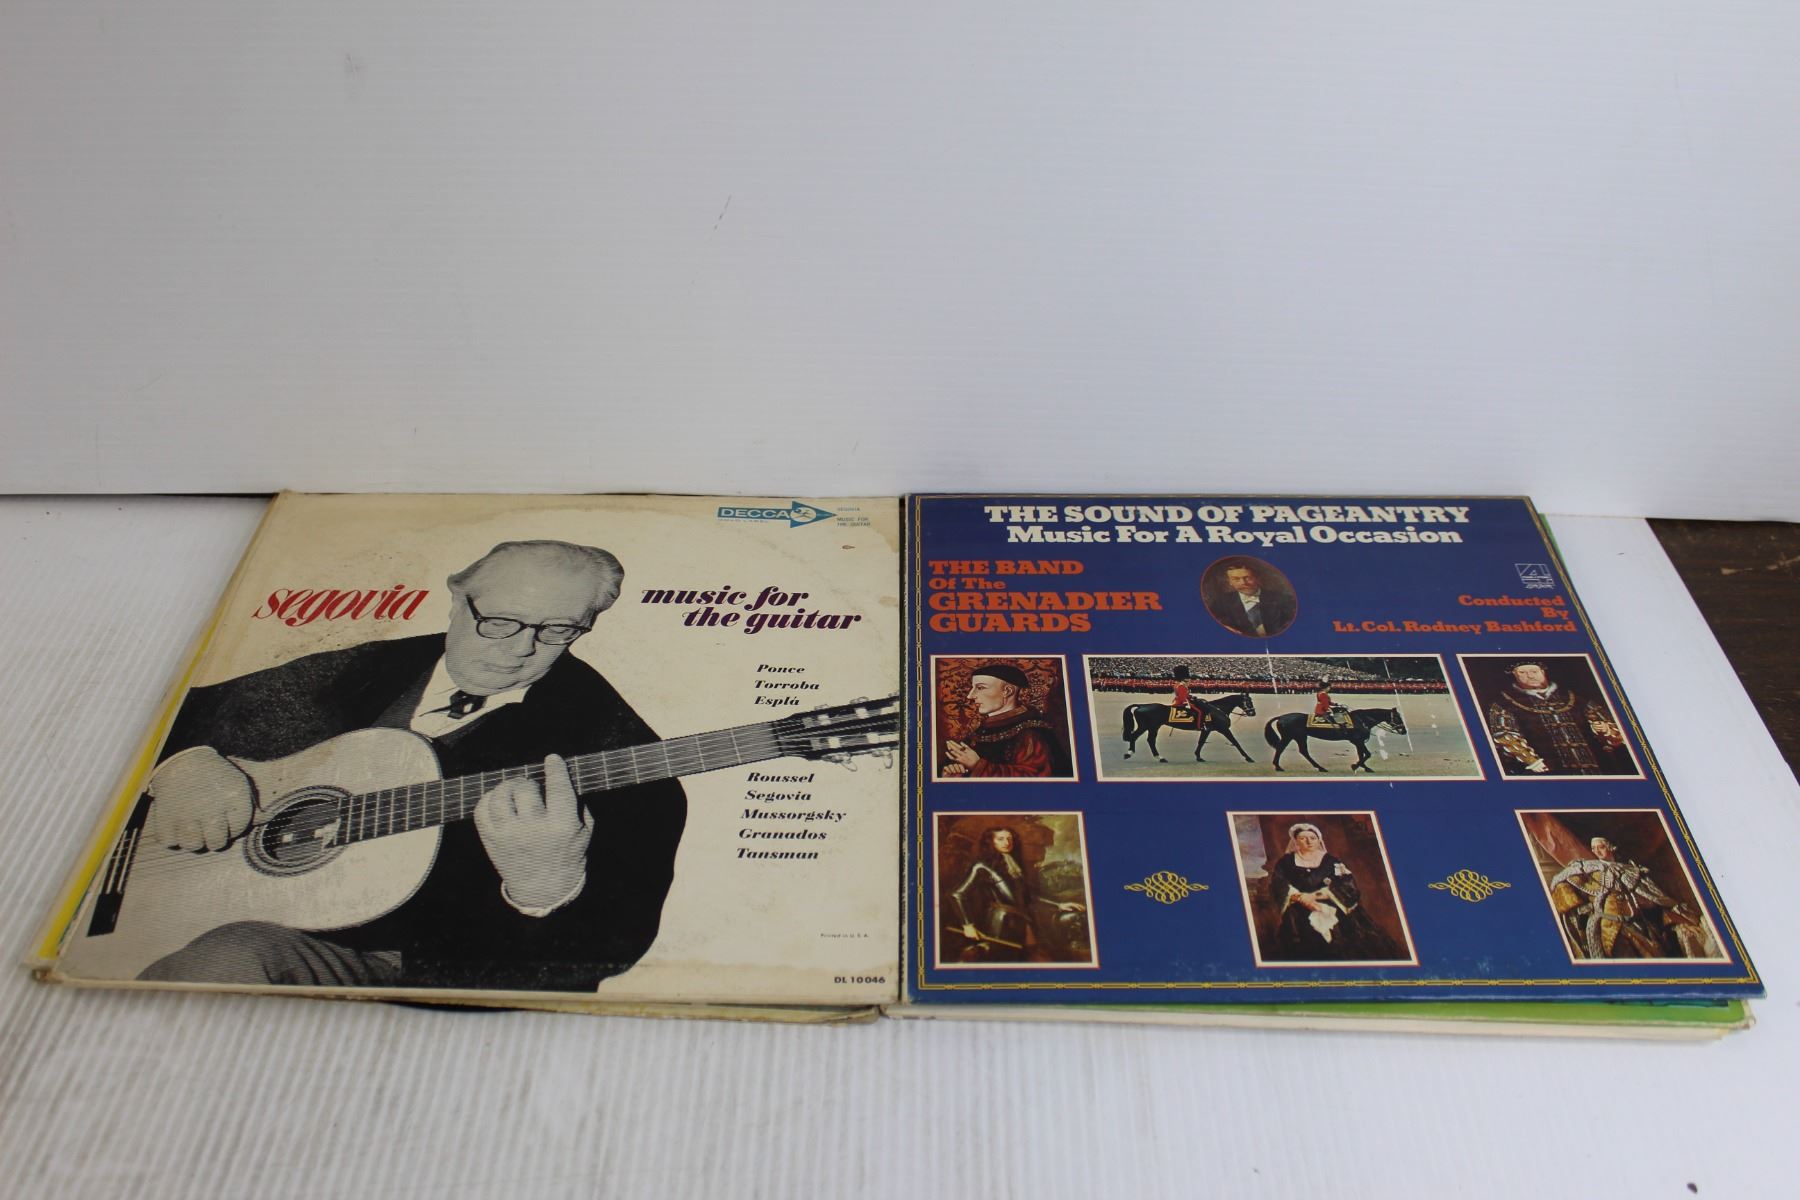 DECCA
GOLD LABEL
SEGOVIA
MUSIC FOR
THE GUITAR
segovia
music for
the guitar
Ponce
Torroba
Esplá
Roussel
Segovia
Mussorgsky
Granados
Tansman
Printed in U. S. A.
DL 10046
THE SOUND OF PAGEANTRY
Music For A Royal Occasion
THE BAND
Of The
GRENADIER
GUARDS
Conducted
By
Lt. Col. Rodney Bashford